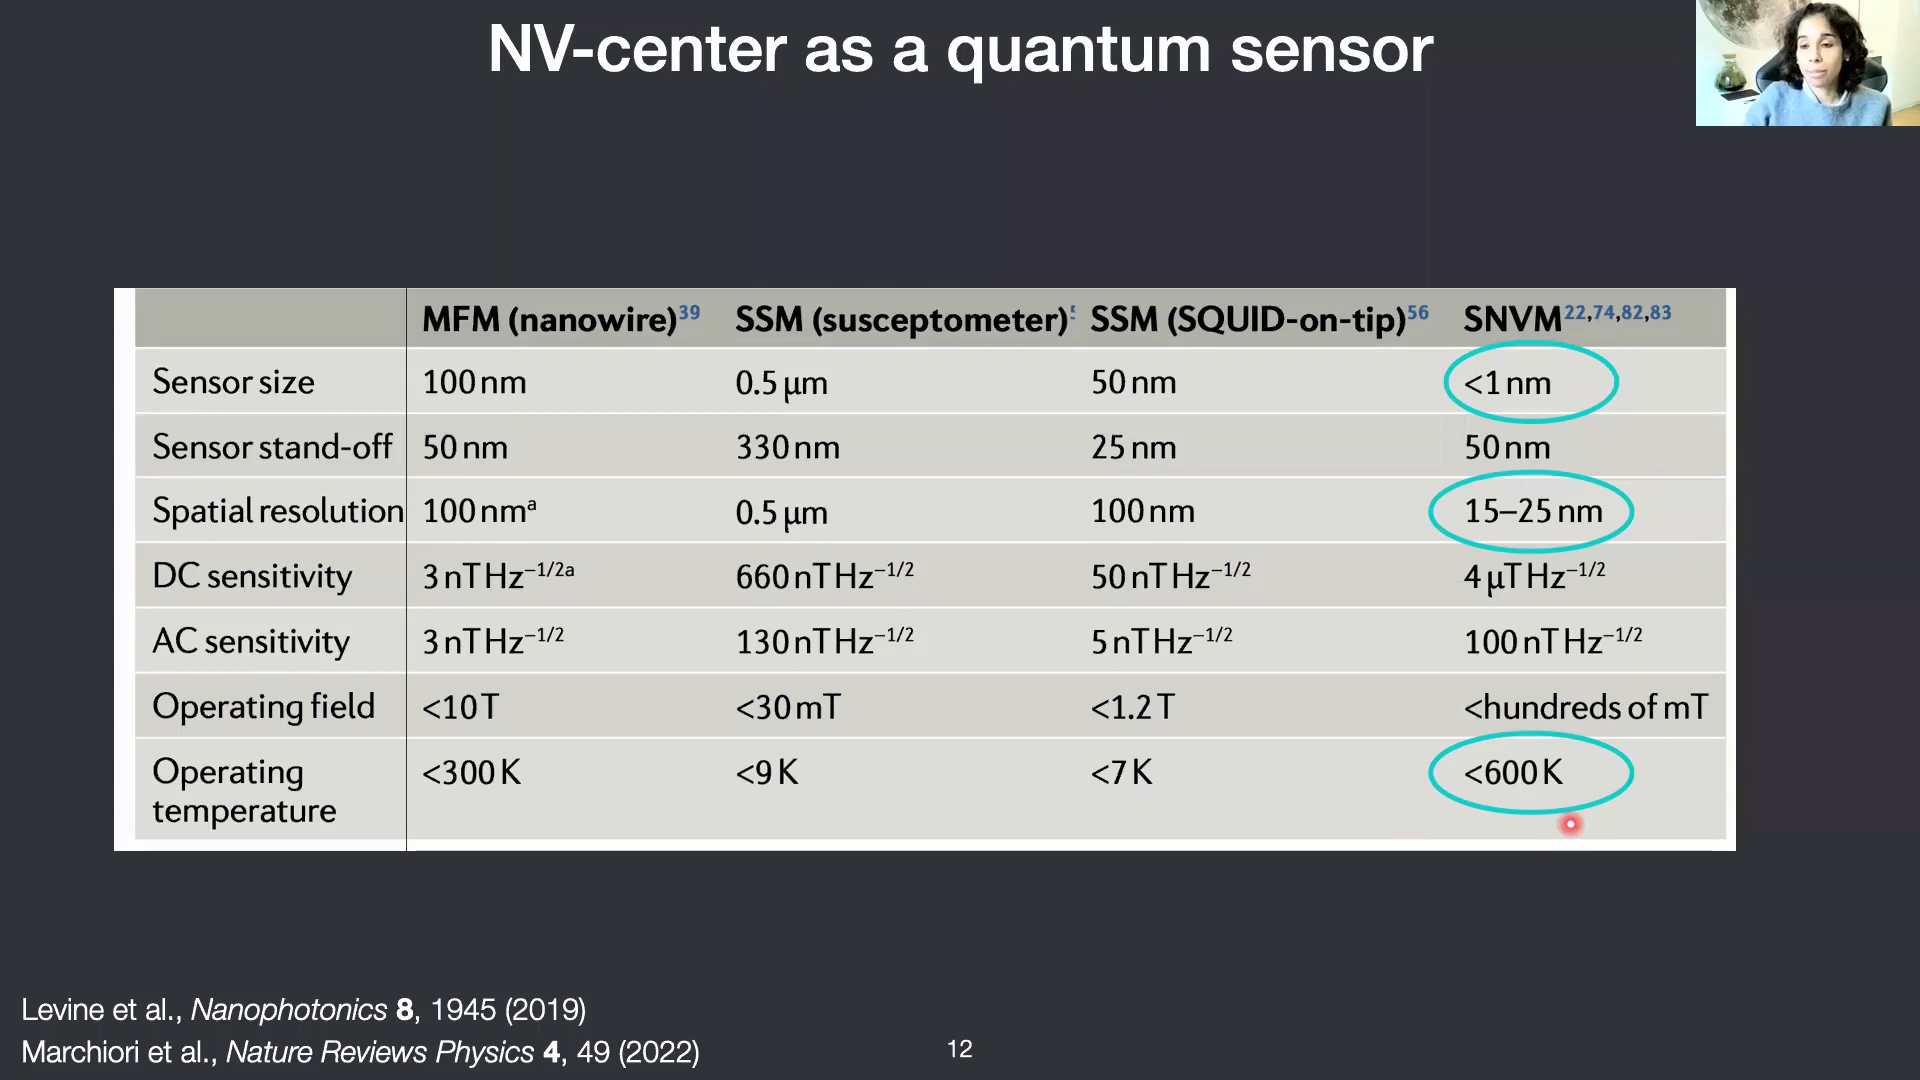 NV-center as a quantum sensor
MFM (nanowire)39 SSM (susceptometer) SSM (SQUID-on-tip)56 SNVM22,74,82,83
Sensor size 100 nm 0.5 μm 50 nm <1 nm
Sensor stand-off 50 nm 330 nm 25 nm 50 nm
Spatial resolution 100 nmᵃ 0.5 μm 100 nm 15–25 nm
DC sensitivity 3 nT Hz−1/2a 660 nT Hz−1/2 50 nT Hz−1/2 4 μT Hz−1/2
AC sensitivity 3 nT Hz−1/2 130 nT Hz−1/2 5 nT Hz−1/2 100 nT Hz−1/2
Operating field <10 T <30 mT <1.2 T <hundreds of mT
Operating <300 K <9 K <7 K <600 K
temperature
Levine et al., Nanophotonics 8, 1945 (2019)
Marchiori et al., Nature Reviews Physics 4, 49 (2022)
12